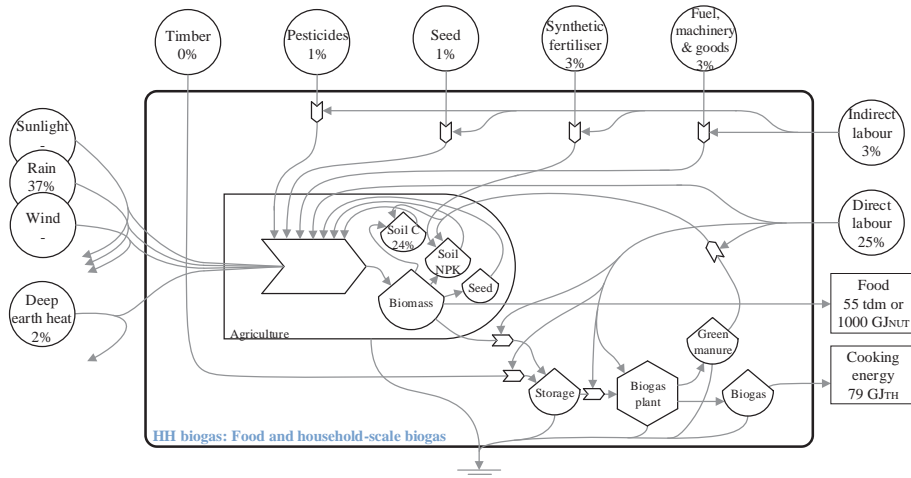 Timber
0%
Pesticides
1%
Seed
1%
Synthetic
fertiliser
3%
Fuel,
machinery
& goods
3%
Sunlight
-
Rain
37%
Wind
-
Deep
earth heat
2%
Indirect
labour
3%
Direct
labour
25%
Soil C
24%
Soil
NPK
Seed
Biomass
Agriculture
Food
55 tdm or
1000 GJNUT
Green
manure
Cooking
energy
79 GJTH
Storage
Biogas
plant
Biogas
HH biogas: Food and household-scale biogas